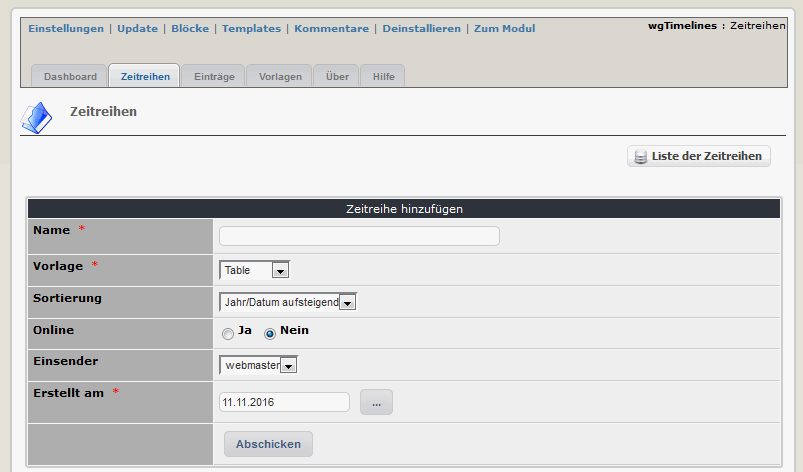 Einstellungen | Update | Blöcke | Templates | Kommentare | Deinstallieren | Zum Modul
wgTimelines : Zeitreihen
Dashboard Zeitreihen Einträge Vorlagen Über Hilfe
Zeitreihen
Liste der Zeitreihen
Zeitreihe hinzufügen
Name *
Vorlage * Table
Sortierung Jahr/Datum aufsteigend
Online Ja Nein
Einsender webmaster
Erstellt am * 11.11.2016 ...
Abschicken